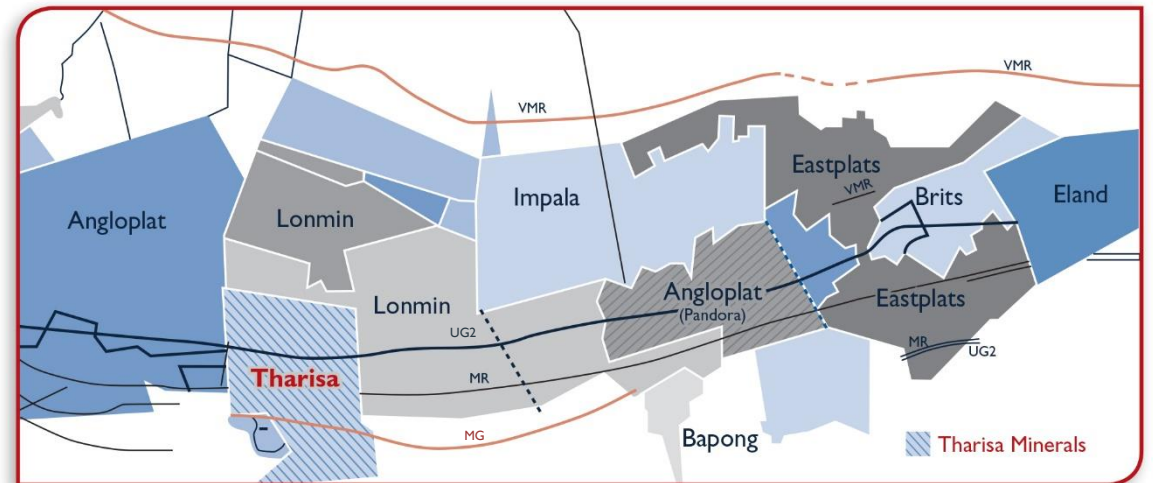 VMR
VMR
Eastplats
VMR
Brits
Eland
Impala
Angloplat
Lonmin
Lonmin
Angloplat
(Pandora)
Eastplats
UG2
MR
UG2
Tharisa
MR
MG
Bapong
Tharisa Minerals